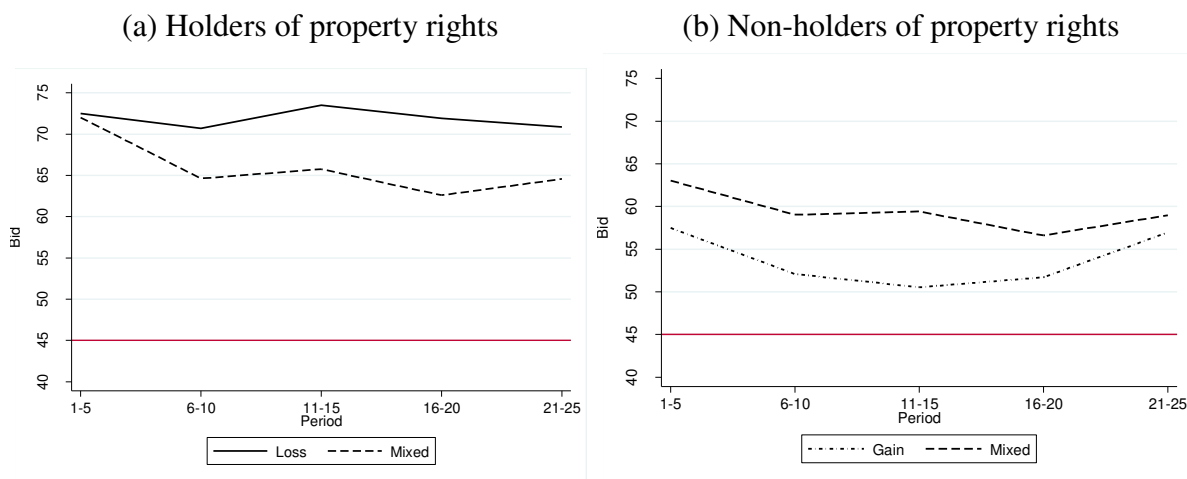 (a) Holders of property rights
75
70
65
60
55
50
45
40
Bid
1-5 6-10 11-15 16-20 21-25
Period
Loss Mixed
(b) Non-holders of property rights
75
70
65
60
55
50
45
40
Bid
1-5 6-10 11-15 16-20 21-25
Period
Gain Mixed